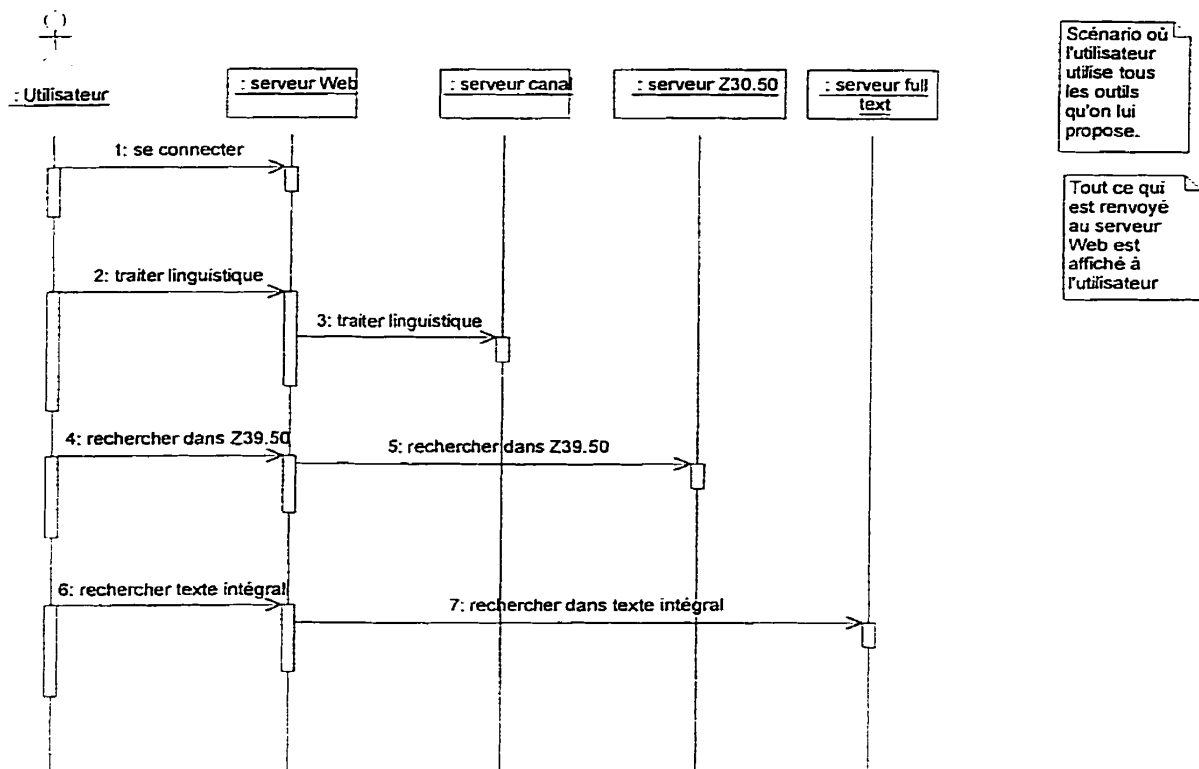 : Utilisateur
: serveur Web
: serveur canal
: serveur Z30.50
: serveur full
text
Scénario où
l'utilisateur
utilise tous
les outils
qu'on lui
propose.
Tout ce qui
est renvoyé
au serveur
Web est
affiché à
l'utilisateur
1: se connecter
2: traiter linguistique
3: traiter linguistique
4: rechercher dans Z39.50
5: rechercher dans Z39.50
6: rechercher texte intégral
7: rechercher dans texte intégral